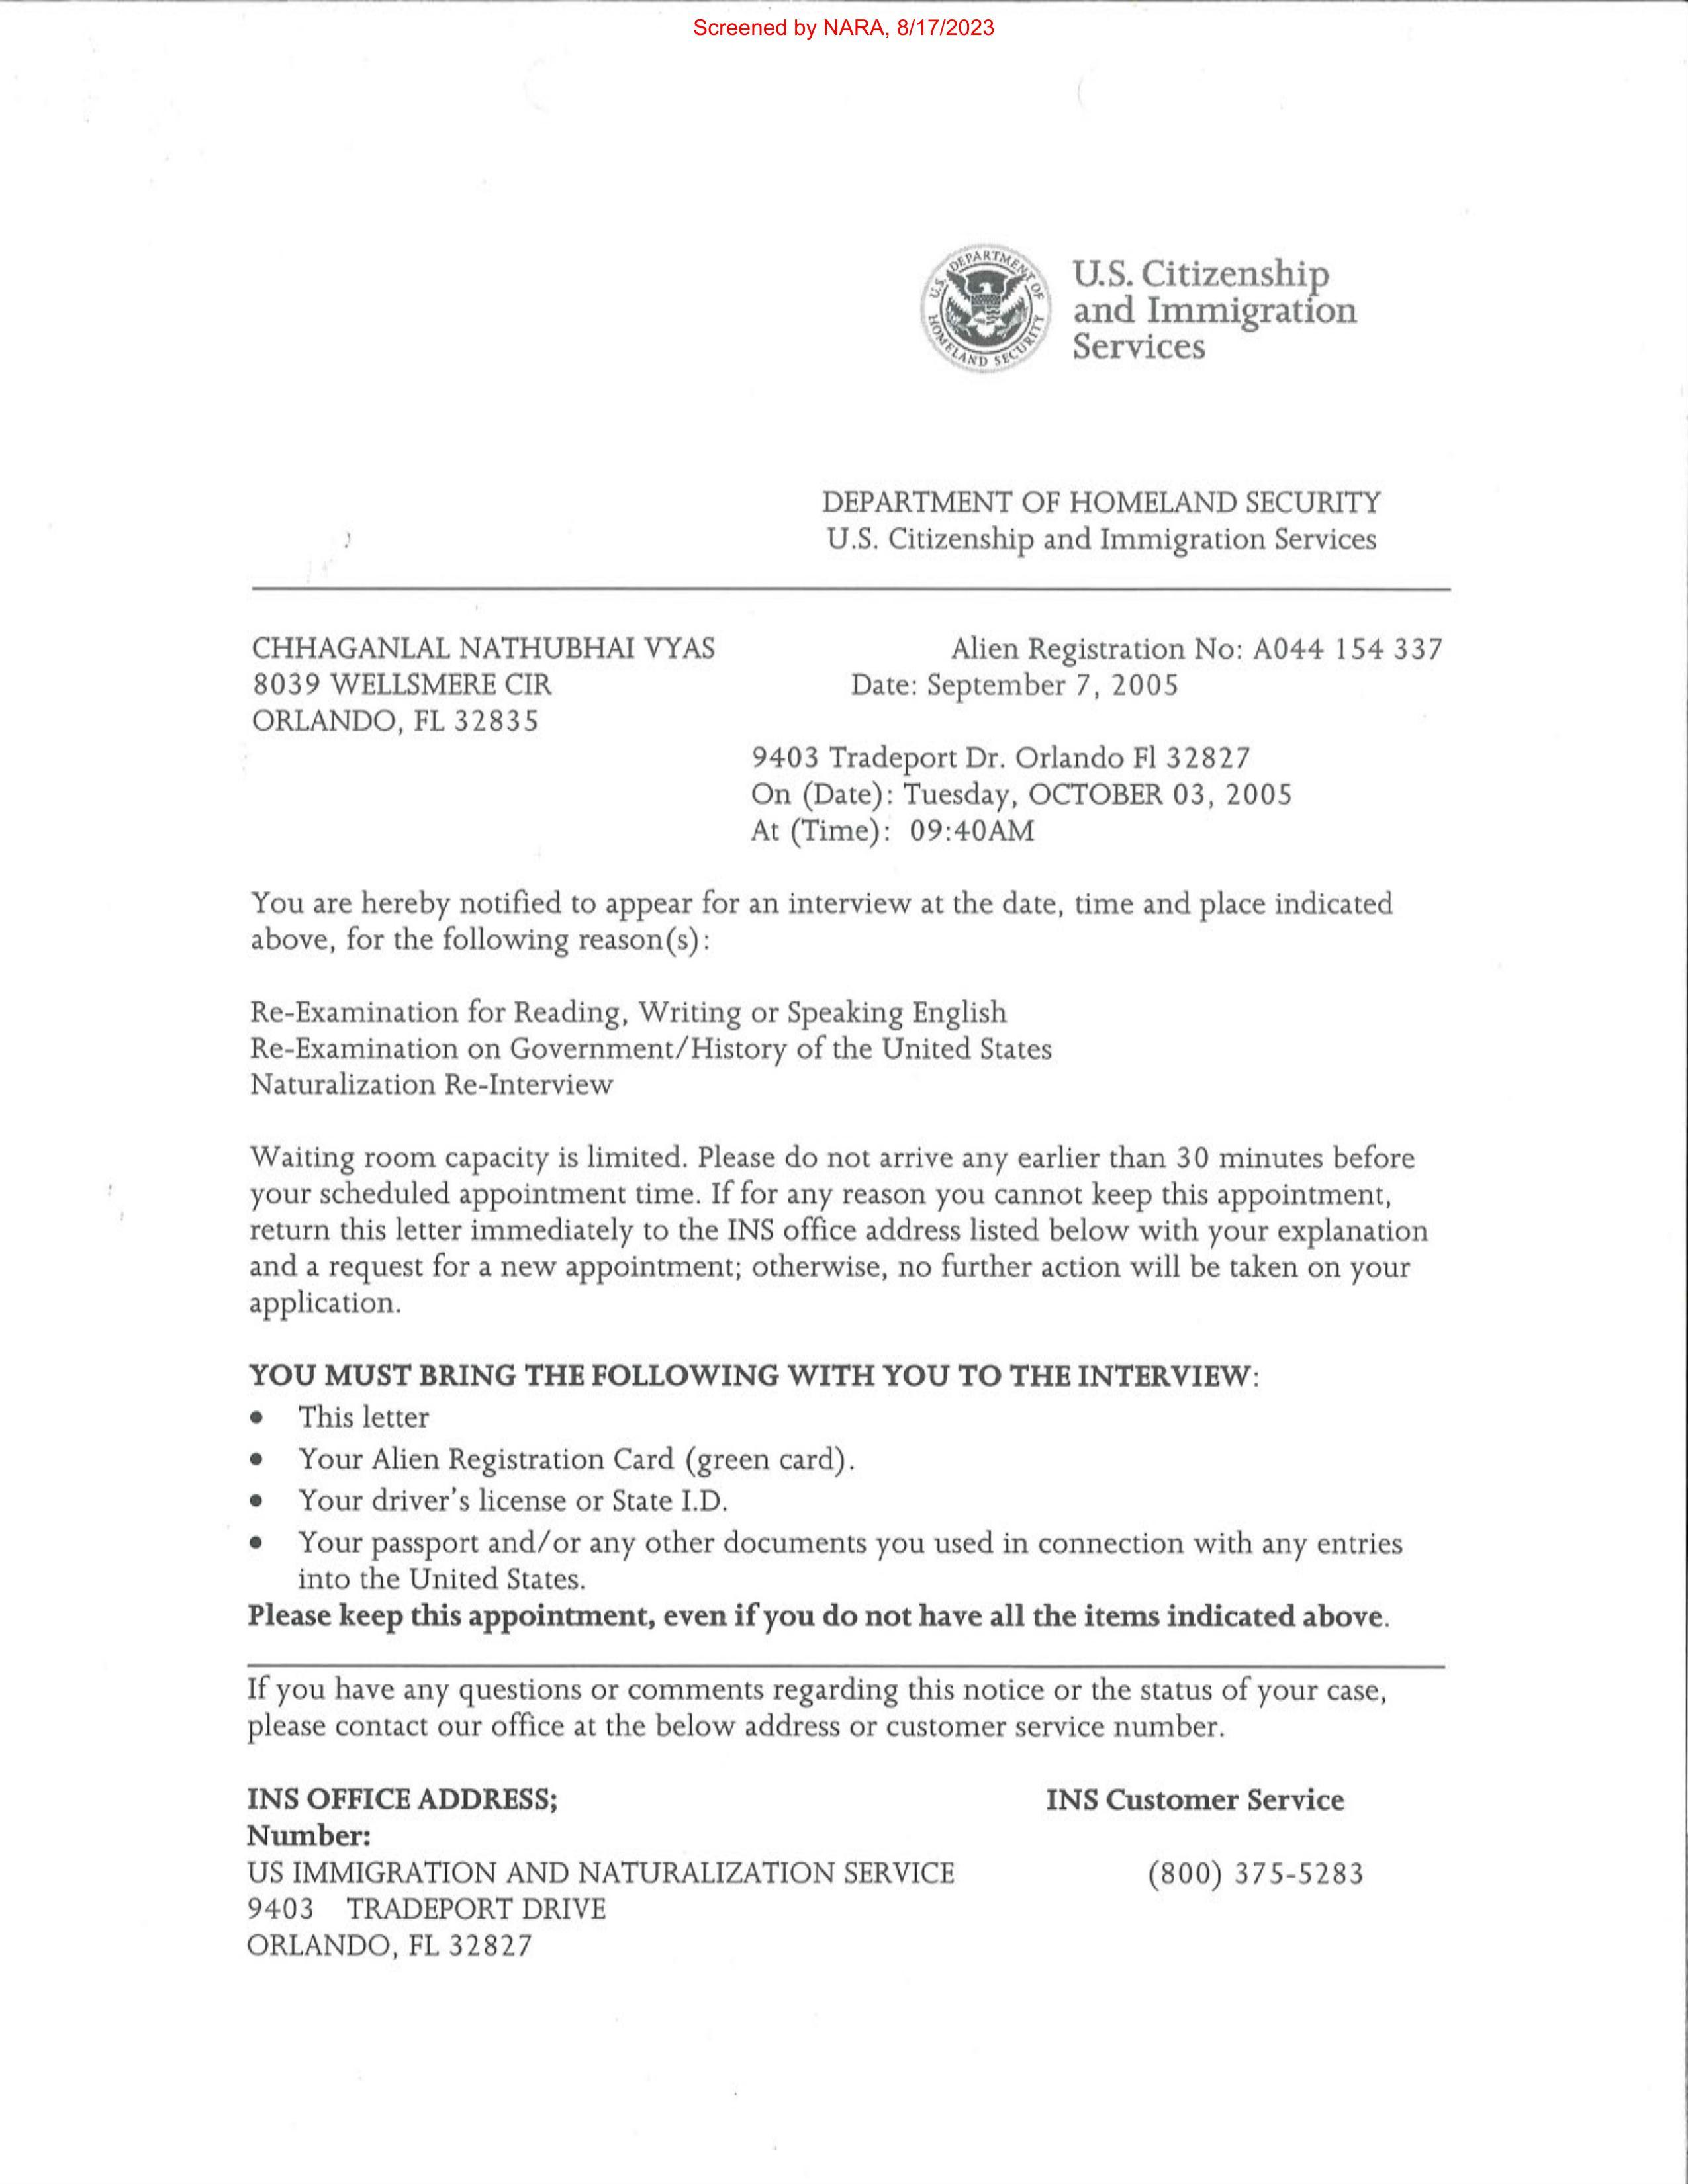 Screened by NARA, 8/17/2023
U.S. DEPARTMENT OF HOMELAND SECURITY
U.S. Citizenship
and Immigration
Services
DEPARTMENT OF HOMELAND SECURITY
U.S. Citizenship and Immigration Services
CHHAGANLAL NATHUBHAI VYAS Alien Registration No: A044 154 337
8039 WELLSMERE CIR Date: September 7, 2005
ORLANDO, FL 32835
9403 Tradeport Dr. Orlando Fl 32827
On (Date): Tuesday, OCTOBER 03, 2005
At (Time): 09:40AM
You are hereby notified to appear for an interview at the date, time and place indicated
above, for the following reason(s):
Re-Examination for Reading, Writing or Speaking English
Re-Examination on Government/History of the United States
Naturalization Re-Interview
Waiting room capacity is limited. Please do not arrive any earlier than 30 minutes before
your scheduled appointment time. If for any reason you cannot keep this appointment,
return this letter immediately to the INS office address listed below with your explanation
and a request for a new appointment; otherwise, no further action will be taken on your
application.
YOU MUST BRING THE FOLLOWING WITH YOU TO THE INTERVIEW:
• This letter
• Your Alien Registration Card (green card).
• Your driver's license or State I.D.
• Your passport and/or any other documents you used in connection with any entries
into the United States.
Please keep this appointment, even if you do not have all the items indicated above.
If you have any questions or comments regarding this notice or the status of your case,
please contact our office at the below address or customer service number.
INS OFFICE ADDRESS; INS Customer Service
Number:
US IMMIGRATION AND NATURALIZATION SERVICE (800) 375-5283
9403 TRADEPORT DRIVE
ORLANDO, FL 32827